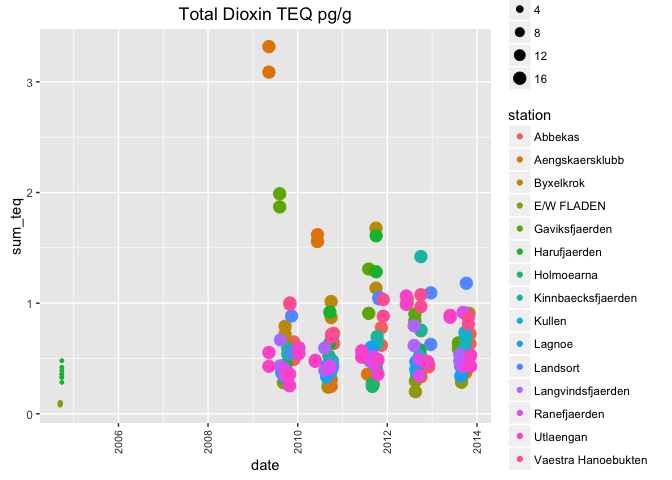 Total Dioxin TEQ pg/g
sum_teq
3
2
1
0
2006
2008
2010
2012
2014
date
4
8
12
16
station
Abbekas
Aengskaersklubb
Byxelkrok
E/W FLADEN
Gaviksfjaerden
Harufjaerden
Holmoearna
Kinnbaecksfjaerden
Kullen
Lagnoe
Landsort
Langvindsfjaerden
Ranefjaerden
Utlaengan
Vaestra Hanoebukten